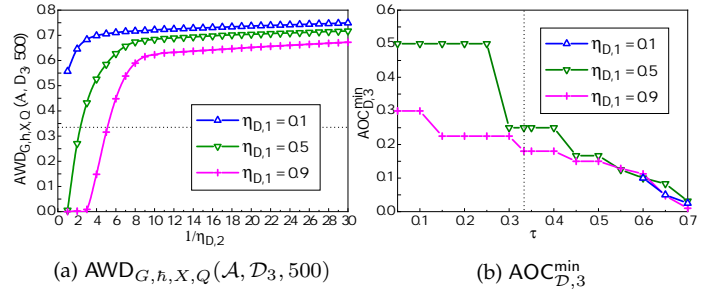 AWD_{G,ℏ,X,Q}(A, D_3, 500)
0.8
0.7
0.6
0.5
0.4
0.3
0.2
0.1
0.0
η_{D,1} = 0.1
η_{D,1} = 0.5
η_{D,1} = 0.9
2 4 6 8 10 12 14 16 18 20 22 24 26 28 30
1/η_{D,2}
(a) AWD_{G,ℏ,X,Q}(𝒜, 𝒟_3, 500)
AOC^{min}_{D,3}
0.6
0.5
0.4
0.3
0.2
0.1
0.0
η_{D,1} = 0.1
η_{D,1} = 0.5
η_{D,1} = 0.9
0.1 0.2 0.3 0.4 0.5 0.6 0.7
τ
(b) AOC^{min}_{𝒟,3}